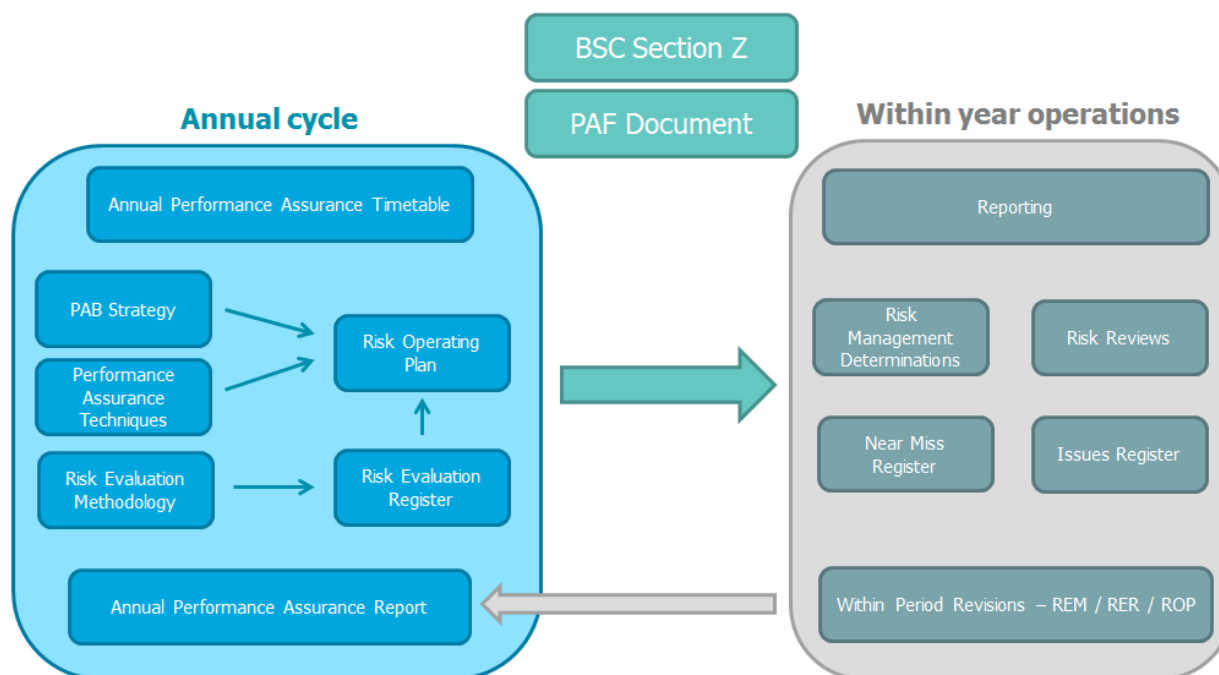 BSC Section Z
PAF Document
Annual cycle
Annual Performance Assurance Timetable
PAB Strategy
Performance
Assurance
Techniques
Risk Evaluation
Methodology
Risk Operating
Plan
Risk Evaluation
Register
Annual Performance Assurance Report
Within year operations
Reporting
Risk
Management
Determinations
Risk Reviews
Near Miss
Register
Issues Register
Within Period Revisions – REM / RER / ROP